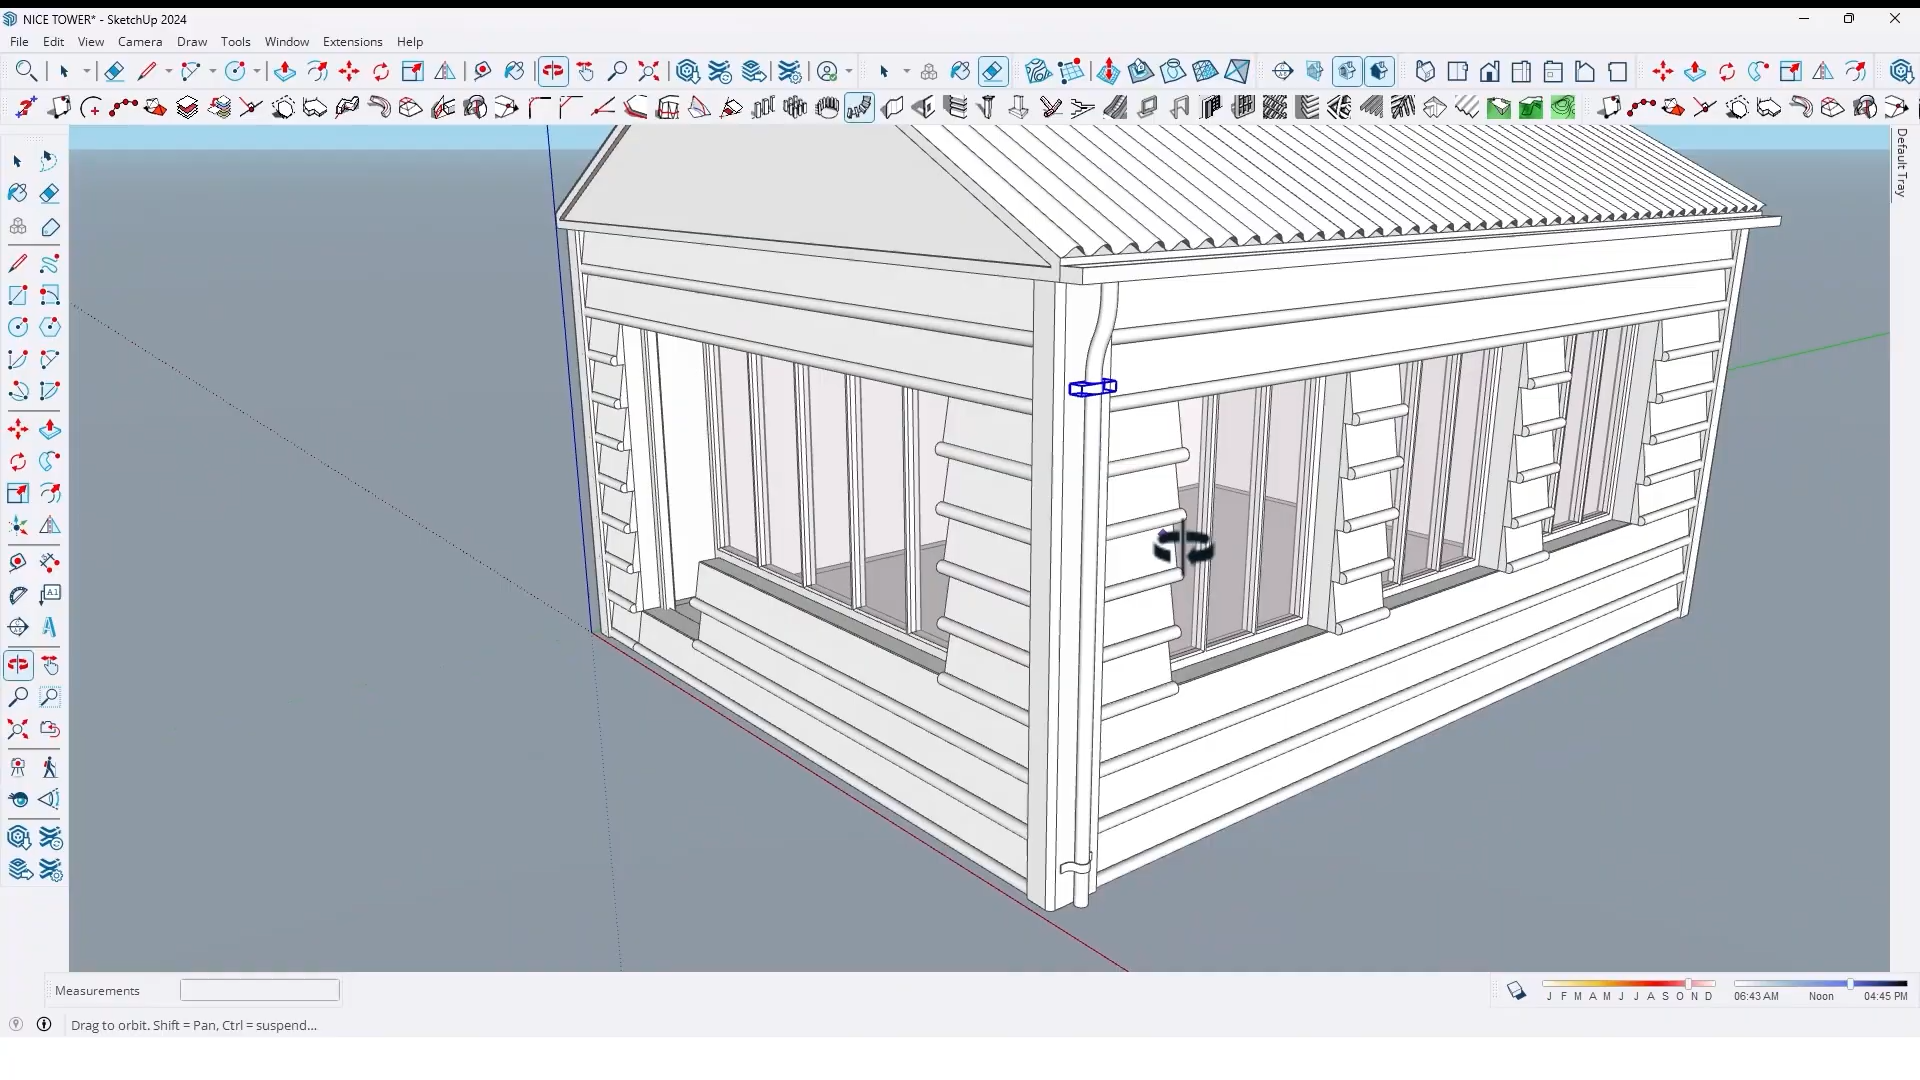 NICE TOWER* - SketchUp 2024
File Edit View Camera Draw Tools Window Extensions Help
Default Tray
A1
Measurements
J F M A M J J A S O N D
06:43 AM Noon 04:45 PM
Drag to orbit. Shift = Pan, Ctrl = suspend...